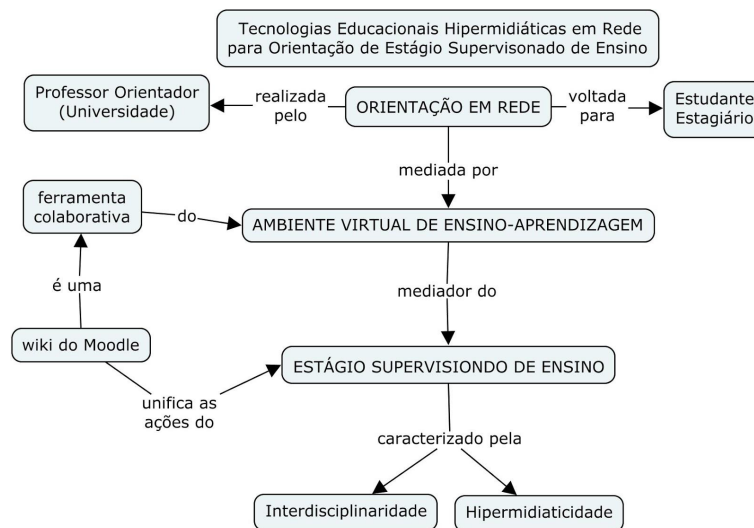 Tecnologias Educacionais Hipermidiáticas em Rede
para Orientação de Estágio Supervisonado de Ensino
Professor Orientador
(Universidade)
realizada
pelo
ORIENTAÇÃO EM REDE
voltada
para
Estudante
Estagiário
mediada por
ferramenta
colaborativa
do
AMBIENTE VIRTUAL DE ENSINO-APRENDIZAGEM
é uma
mediador do
wiki do Moodle
ESTÁGIO SUPERVISIONDO DE ENSINO
unifica as
ações do
caracterizado pela
Interdisciplinaridade
Hipermidiaticidade